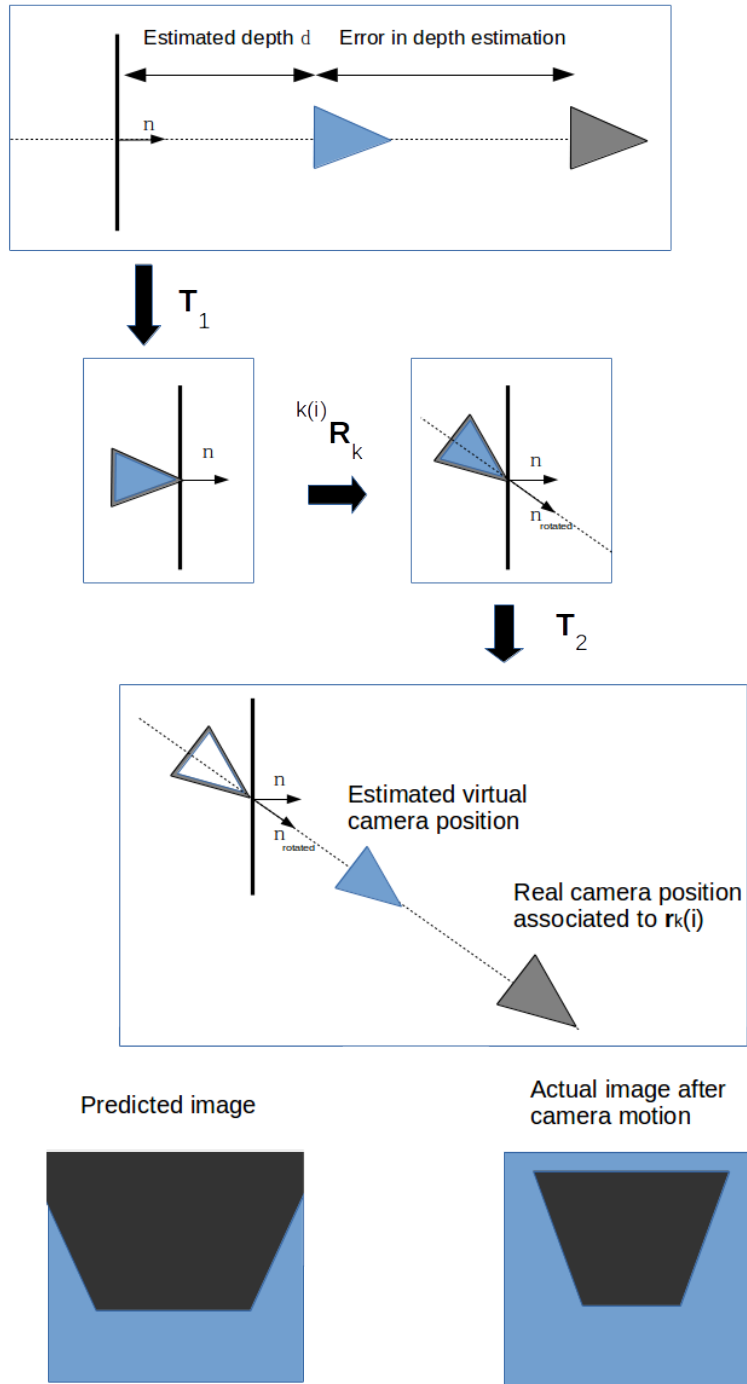 Estimated depth d Error in depth estimation
n
T1
n
k(i)Rk
n
nrotated
T2
n
nrotated
Estimated virtual
camera position
Real camera position
associated to rk(i)
Predicted image
Actual image after
camera motion